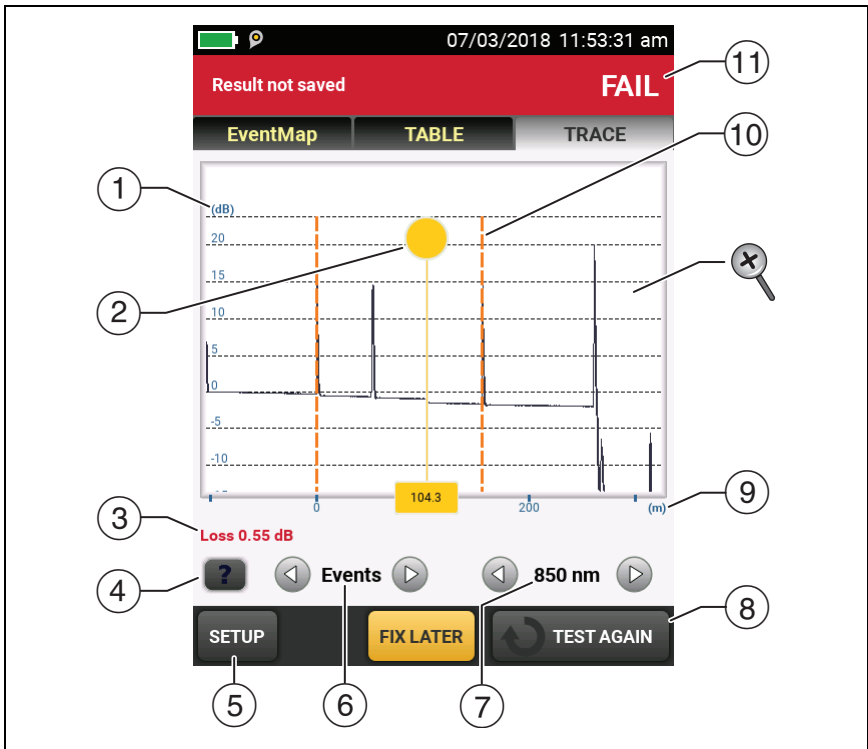 07/03/2018 11:53:31 am
Result not saved FAIL
11
EventMap TABLE TRACE
10
1
(dB)
20
15
2
10
5
0
-5
-10
104.3
0 200 (m)
9
3
Loss 0.55 dB
4
? Events 850 nm
8
SETUP FIX LATER TEST AGAIN
5 6 7